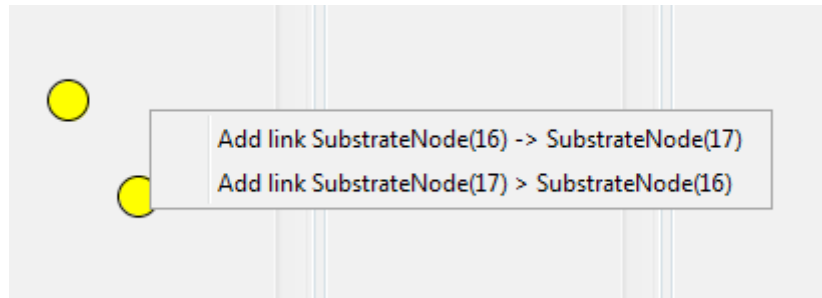 Add link SubstrateNode(16) -> SubstrateNode(17)
Add link SubstrateNode(17) > SubstrateNode(16)